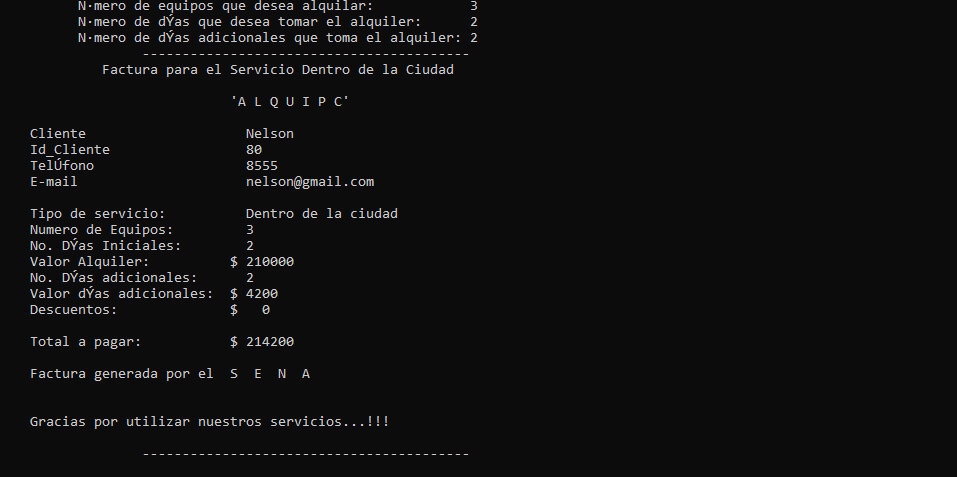 N·mero de equipos que desea alquilar: 3
N·mero de dÝas que desea tomar el alquiler: 2
N·mero de dÝas adicionales que toma el alquiler: 2
-----------------------------------------
Factura para el Servicio Dentro de la Ciudad
'A L Q U I P C'
Cliente Nelson
Id_Cliente 80
TelÚfono 8555
E-mail nelson@gmail.com
Tipo de servicio: Dentro de la ciudad
Numero de Equipos: 3
No. DÝas Iniciales: 2
Valor Alquiler: $ 210000
No. DÝas adicionales: 2
Valor dÝas adicionales: $ 4200
Descuentos: $ 0
Total a pagar: $ 214200
Factura generada por el S E N A
Gracias por utilizar nuestros servicios...!!!
-----------------------------------------